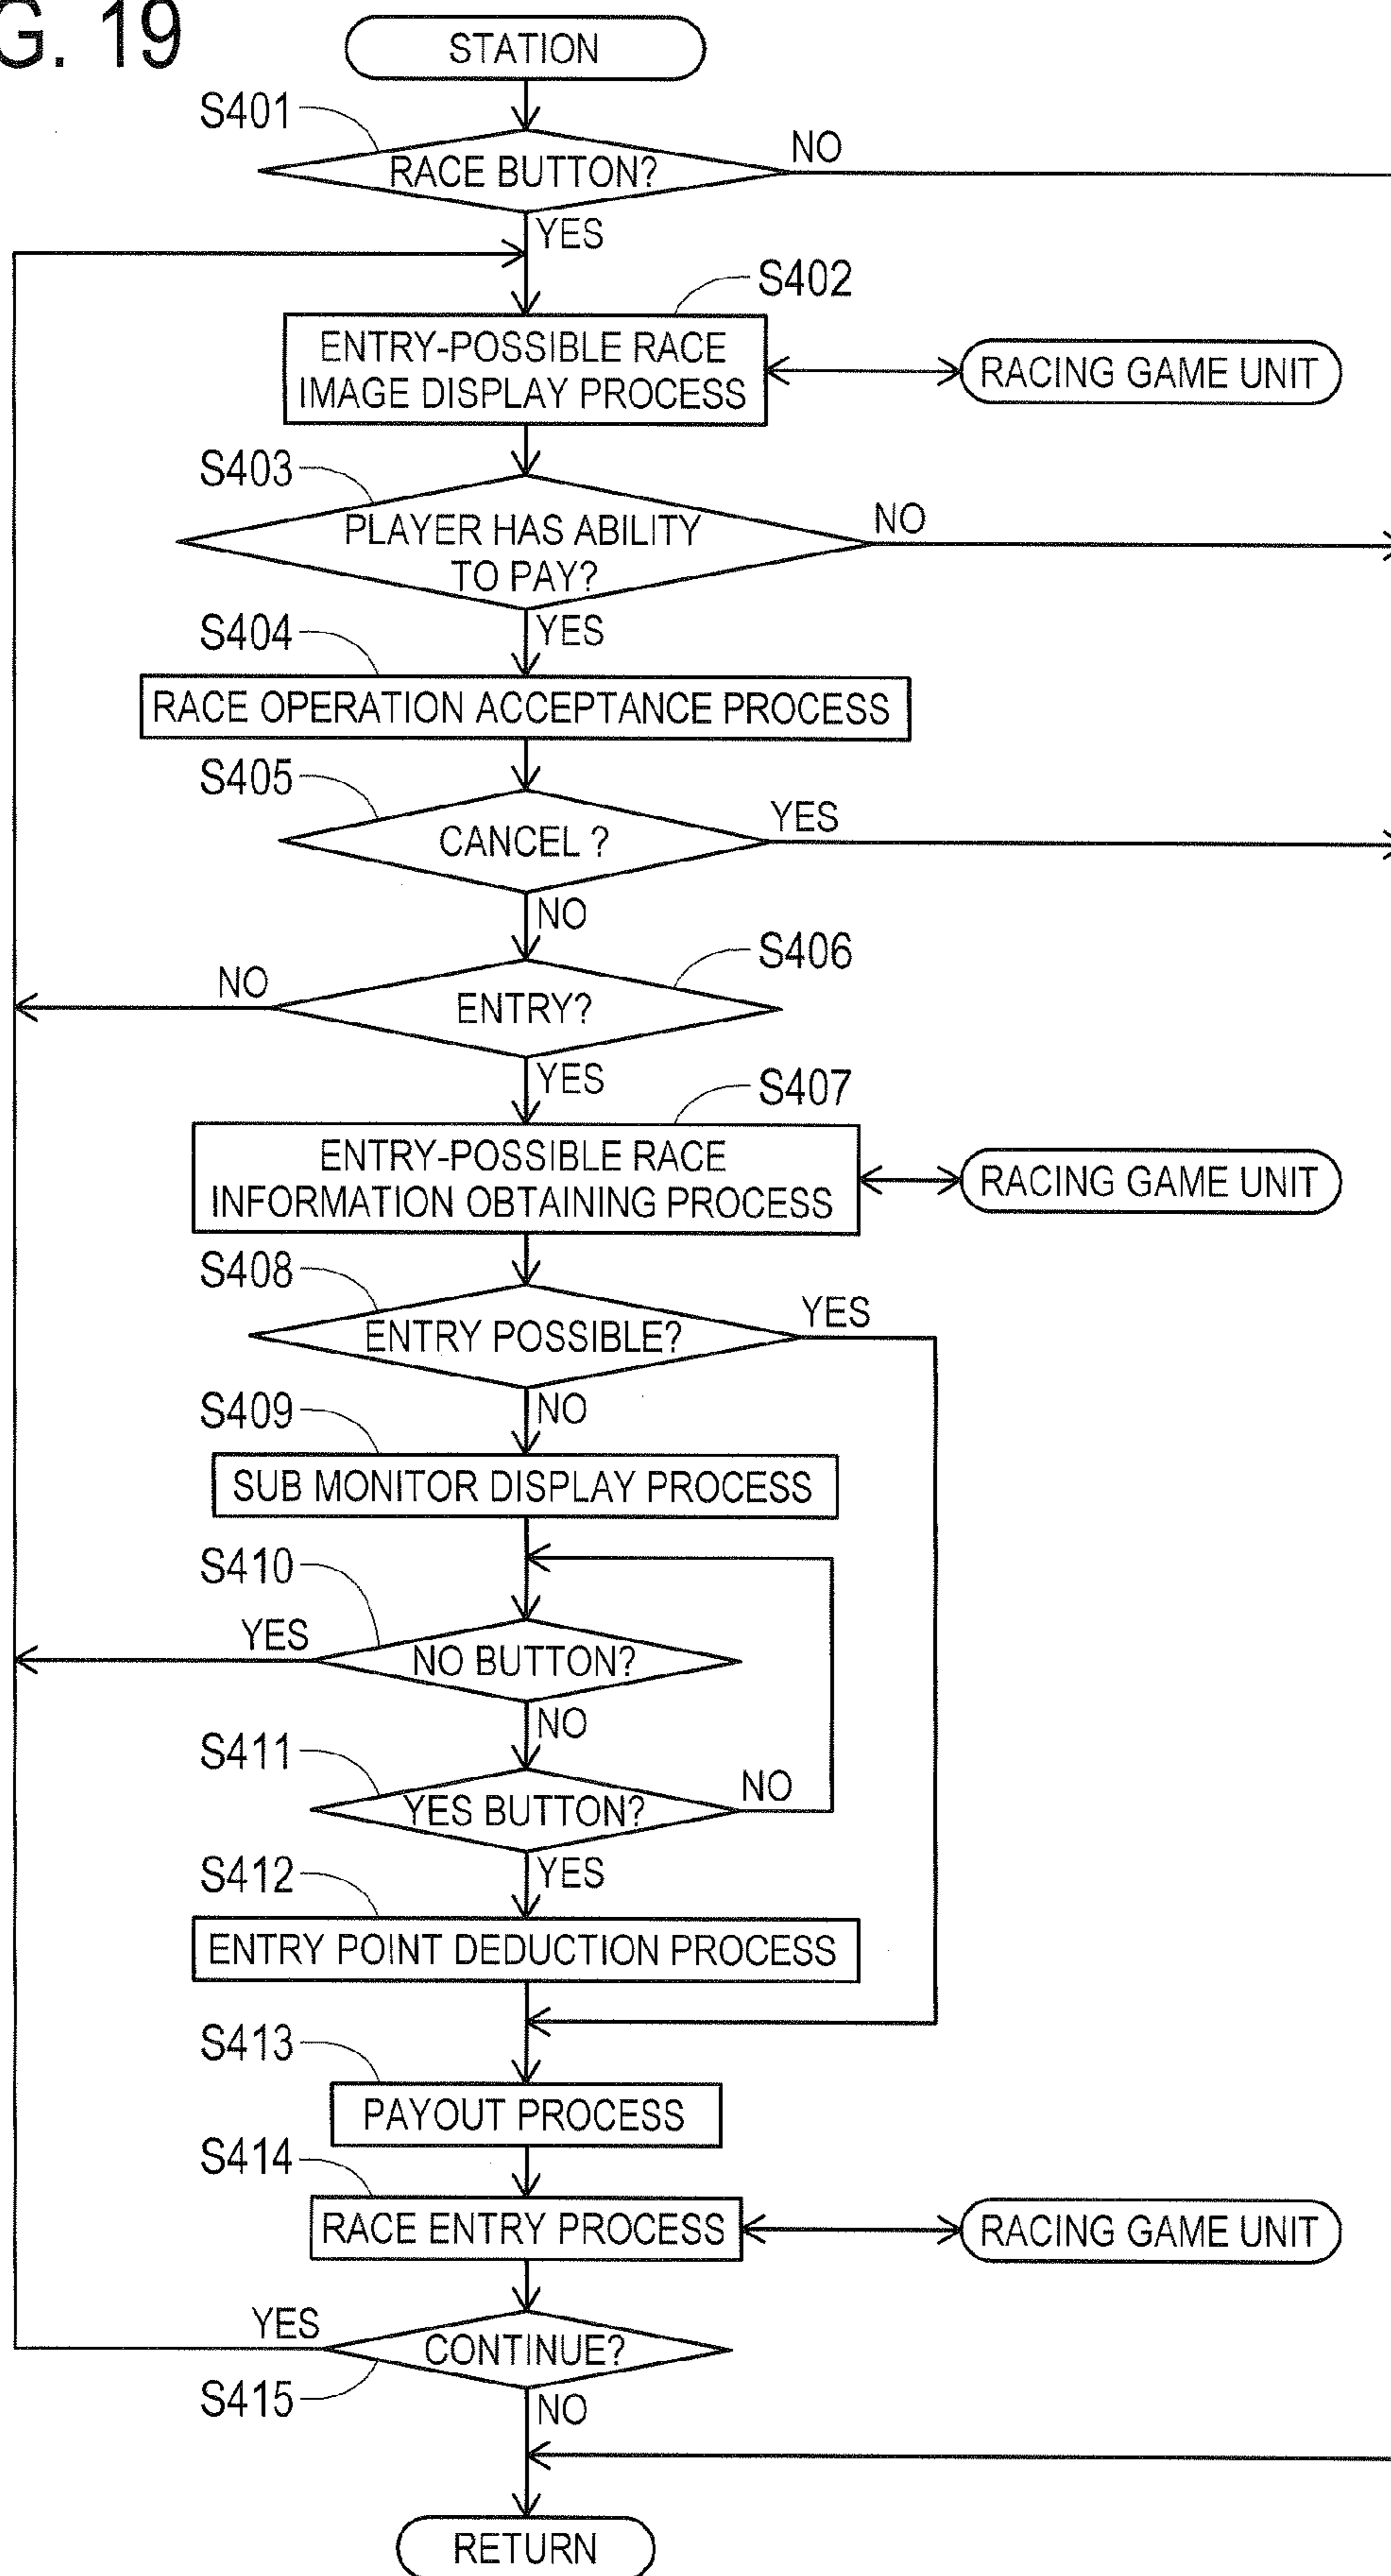 G. 19
STATION
S401
RACE BUTTON?
NO
YES
S402
ENTRY-POSSIBLE RACE
IMAGE DISPLAY PROCESS
RACING GAME UNIT
S403
PLAYER HAS ABILITY
TO PAY?
NO
YES
S404
RACE OPERATION ACCEPTANCE PROCESS
S405
CANCEL ?
YES
NO
S406
NO
ENTRY?
YES
S407
ENTRY-POSSIBLE RACE
INFORMATION OBTAINING PROCESS
RACING GAME UNIT
S408
ENTRY POSSIBLE?
YES
NO
S409
SUB MONITOR DISPLAY PROCESS
S410
YES
NO BUTTON?
NO
S411
YES BUTTON?
NO
YES
S412
ENTRY POINT DEDUCTION PROCESS
S413
PAYOUT PROCESS
S414
RACE ENTRY PROCESS
RACING GAME UNIT
YES
CONTINUE?
S415
NO
RETURN